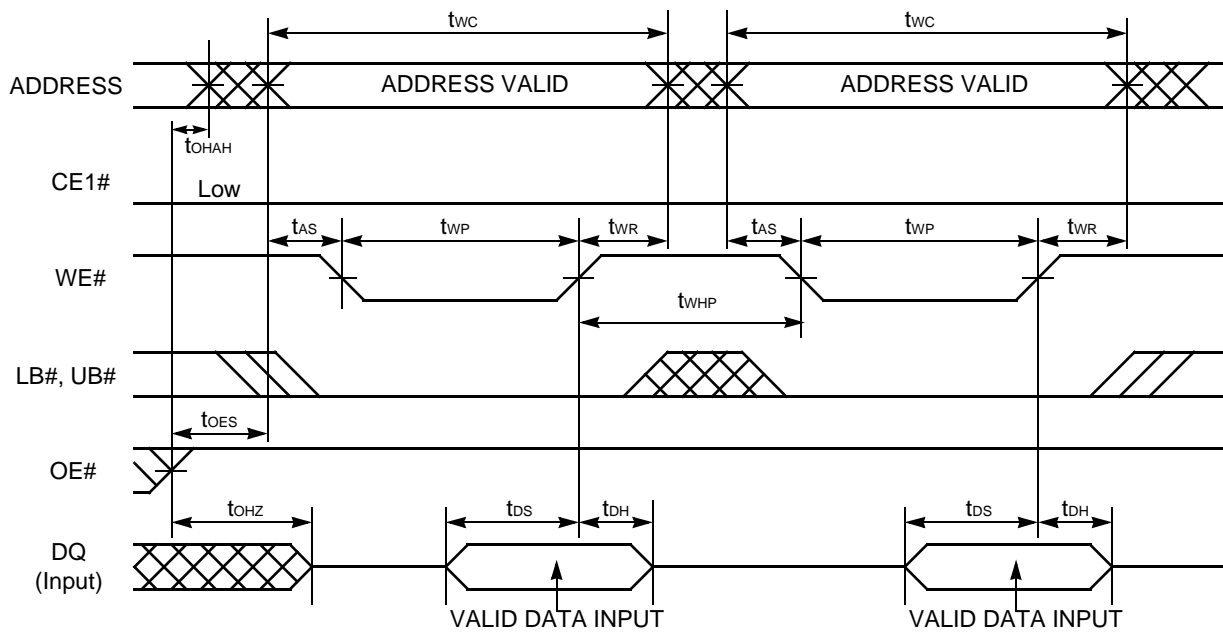 tWC tWC
ADDRESS ADDRESS VALID ADDRESS VALID
tOHAH
CE1# Low
tAS tWP tWR tAS tWP tWR
WE#
tWHP
LB#, UB#
tOES
OE#
tOHZ tDS tDH tDS tDH
DQ
(Input)
VALID DATA INPUT VALID DATA INPUT